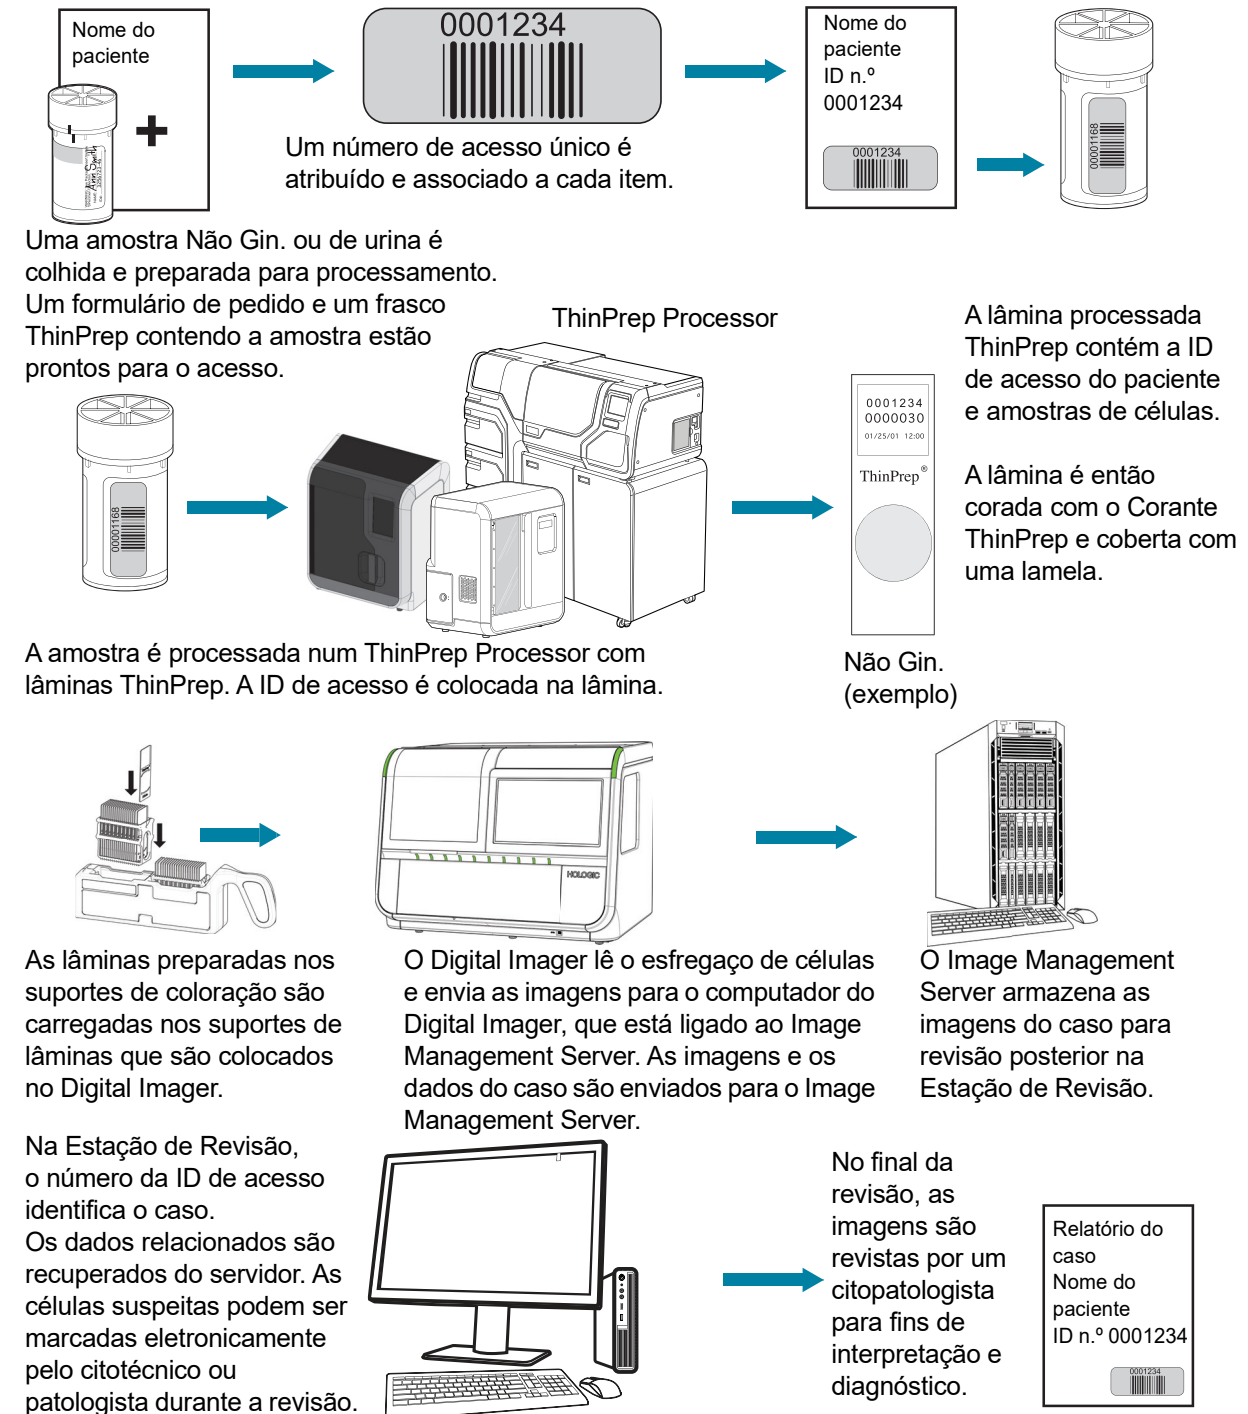 Nome do
paciente
0001234
Um número de acesso único é
atribuído e associado a cada item.
Nome do
paciente
ID n.º
0001234
0001234
00001168
Ann Smith
Uma amostra Não Gin. ou de urina é
colhida e preparada para processamento.
Um formulário de pedido e um frasco
ThinPrep contendo a amostra estão
prontos para o acesso.
ThinPrep Processor
00001168
0001234
0000030
01/25/01 12:00
ThinPrep®
A lâmina processada
ThinPrep contém a ID
de acesso do paciente
e amostras de células.
A lâmina é então
corada com o Corante
ThinPrep e coberta com
uma lamela.
A amostra é processada num ThinPrep Processor com
lâminas ThinPrep. A ID de acesso é colocada na lâmina.
Não Gin.
(exemplo)
HOLOGIC
As lâminas preparadas nos
suportes de coloração são
carregadas nos suportes de
lâminas que são colocados
no Digital Imager.
O Digital Imager lê o esfregaço de células
e envia as imagens para o computador do
Digital Imager, que está ligado ao Image
Management Server. As imagens e os
dados do caso são enviados para o Image
Management Server.
O Image Management
Server armazena as
imagens do caso para
revisão posterior na
Estação de Revisão.
Na Estação de Revisão,
o número da ID de acesso
identifica o caso.
Os dados relacionados são
recuperados do servidor. As
células suspeitas podem ser
marcadas eletronicamente
pelo citotécnico ou
patologista durante a revisão.
No final da
revisão, as
imagens são
revistas por um
citopatologista
para fins de
interpretação e
diagnóstico.
Relatório do
caso
Nome do
paciente
ID n.º 0001234
0001234